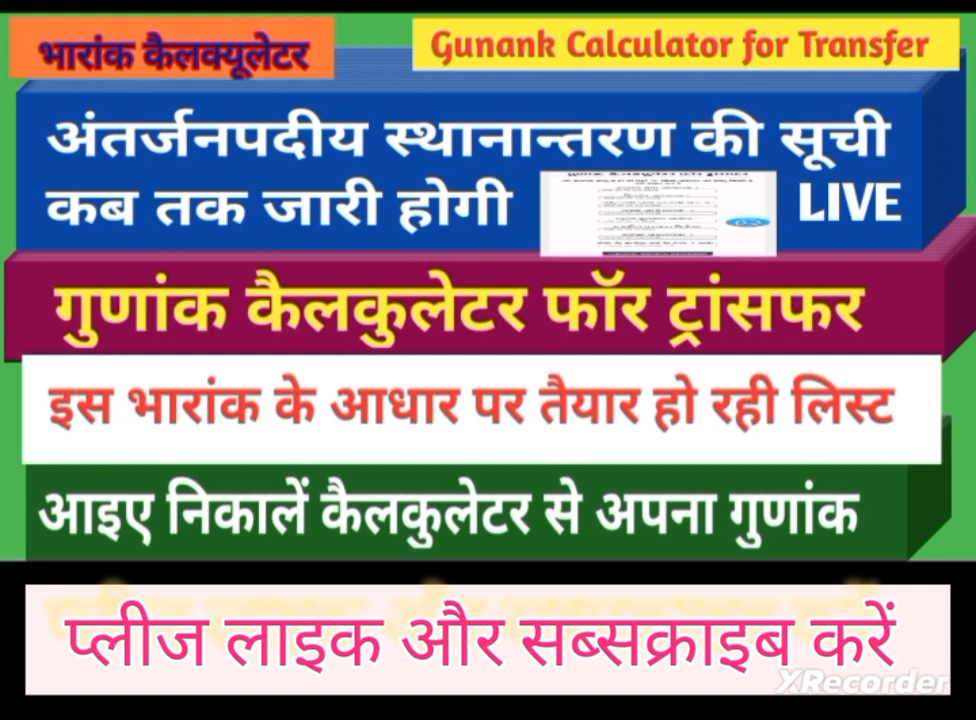 भारांक कैलक्यूलेटर
Gunank Calculator for Transfer
अंतर्जनपदीय स्थानान्तरण की सूची
कब तक जारी होगी
LIVE
गुणांक कैलकुलेटर फॉर ट्रांसफर
इस भारांक के आधार पर तैयार हो रही लिस्ट
आइए निकालें कैलकुलेटर से अपना गुणांक
प्लीज लाइक और सब्सक्राइब करें
XRecorder